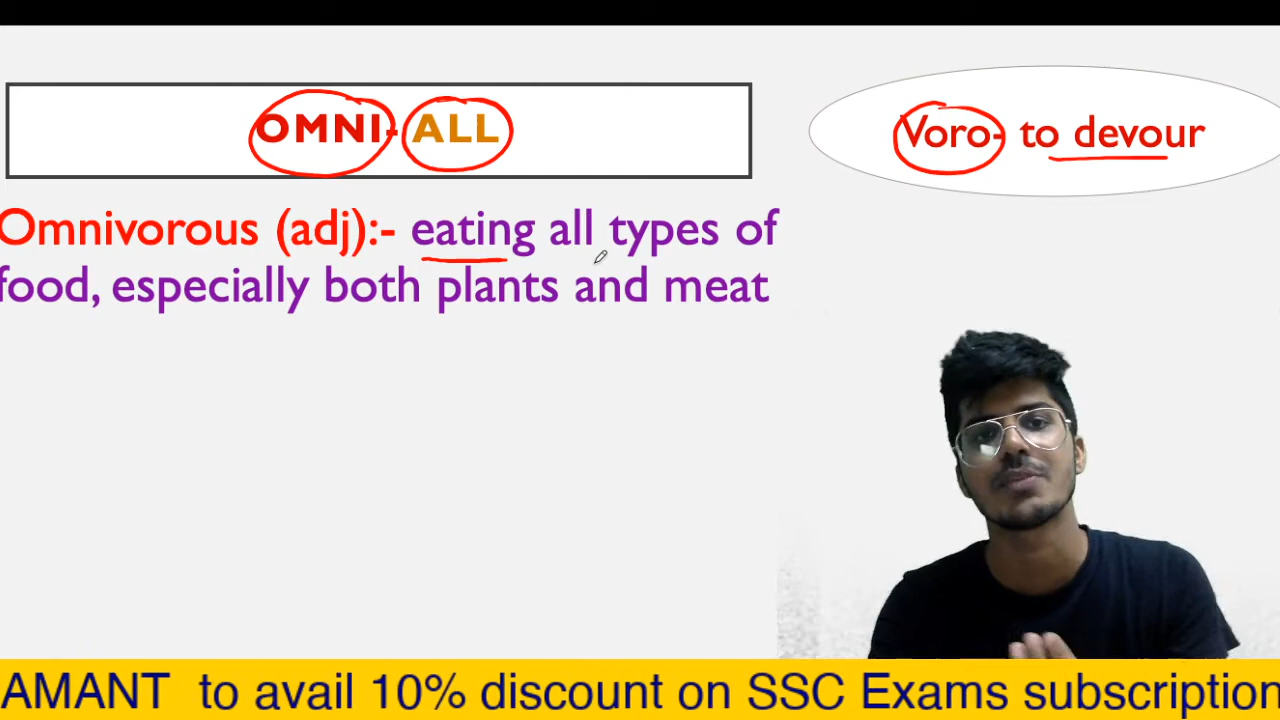 OMNI- ALL
Voro- to devour
Omnivorous (adj):- eating all types of
food, especially both plants and meat
AMANT to avail 10% discount on SSC Exams subscription